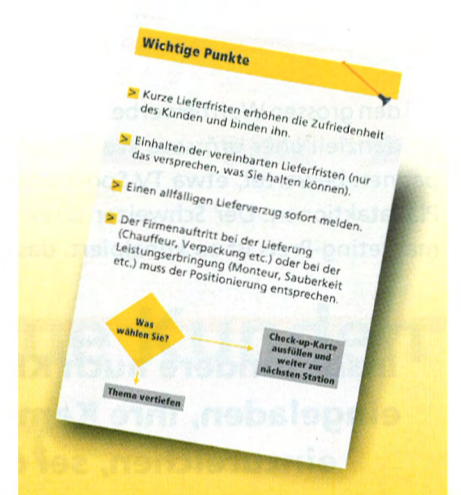 Wichtige Punkte
> Kurze Lieferfristen erhöhen die Zufriedenheit
des Kunden und binden ihn.
> Einhalten der vereinbarten Lieferfristen (nur
das versprechen, was Sie halten können).
> Einen allfälligen Lieferverzug sofort melden.
> Der Firmenauftritt bei der Lieferung
(Chauffeur, Verpackung etc.) oder bei der
Leistungserbringung (Monteur, Sauberkeit
etc.) muss der Positionierung entsprechen.
Was
wählen Sie?
Check-up-Karte
ausfüllen und
weiter zur
nächsten Station
Thema vertiefen